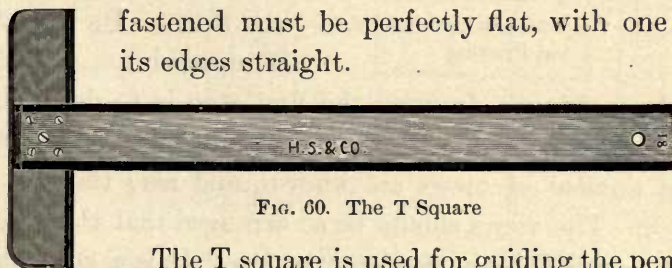 fastened must be perfectly flat, with one
its edges straight.
H.S.&CO.
18
FIG. 60. The T Square
The T square is used for guiding the pen